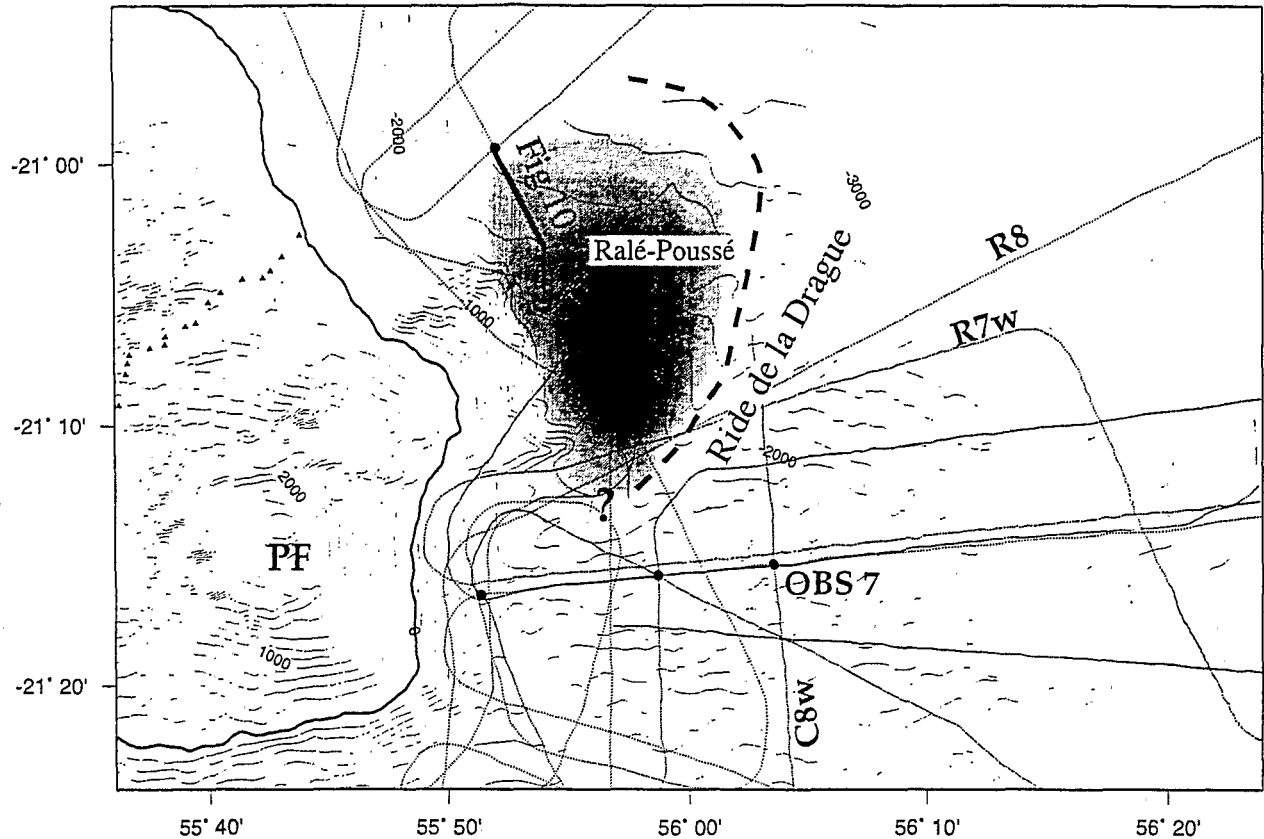 -2000
-21° 00'
Fig. 10
-3000
Ralé-Poussé
R8
-1000
Ride de la Drague
R7w
-21° 10'
2000
-2000
?
PF
OBS 7
0
1000
-21° 20'
C8w
55° 40'
55° 50'
56° 00'
56° 10'
56° 20'